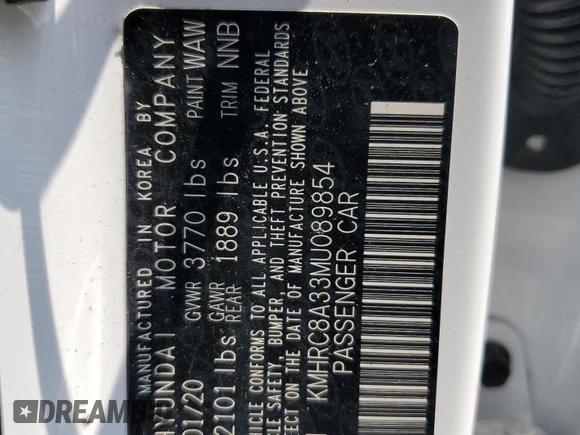 MANUFACTURED IN KOREA BY
HYUNDAI MOTOR COMPANY
01/20 GVWR 3770 lbs PAINT WAW
2101 lbs GAWR REAR 1889 lbs TRIM NNB
VEHICLE CONFORMS TO ALL APPLICABLE U.S.A. FEDERAL
VEHICLE SAFETY, BUMPER, AND THEFT PREVENTION STANDARDS
ON THE DATE OF MANUFACTURE SHOWN ABOVE
KMHRC8A33MU089854
PASSENGER CAR